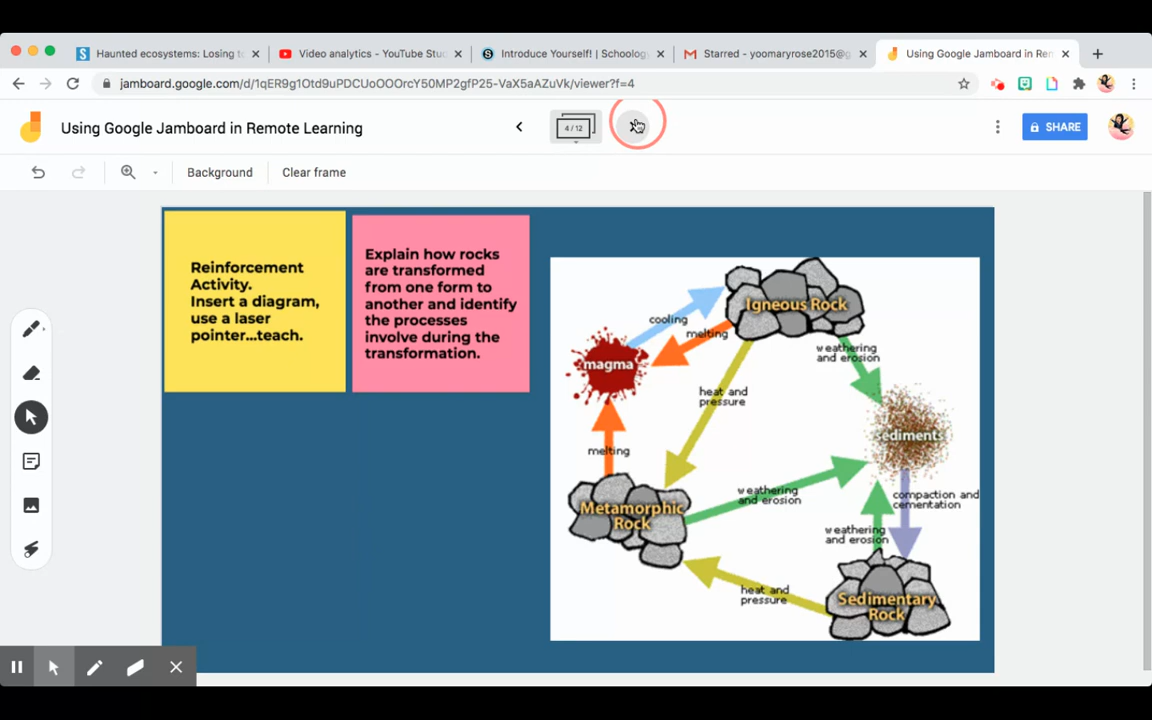 Haunted ecosystems: Losing t
Video analytics - YouTube Stu
Introduce Yourself! | Schoology
Starred - yoomaryrose2015@g
Using Google Jamboard in Rem
jamboard.google.com/d/1qER9g1Otd9uPDCUoOOOrcY50MP2gfP25-VaX5aAZuVk/viewer?f=4
Using Google Jamboard in Remote Learning
4 / 12
SHARE
Background
Clear frame
Reinforcement
Activity.
Insert a diagram,
use a laser
pointer...teach.
Explain how rocks
are transformed
from one form to
another and identify
the processes
involve during the
transformation.
Igneous Rock
cooling
melting
magma
weathering
and erosion
heat and
pressure
sediments
melting
weathering
and erosion
compaction and
cementation
Metamorphic
Rock
weathering
and erosion
heat and
pressure
Sedimentary
Rock